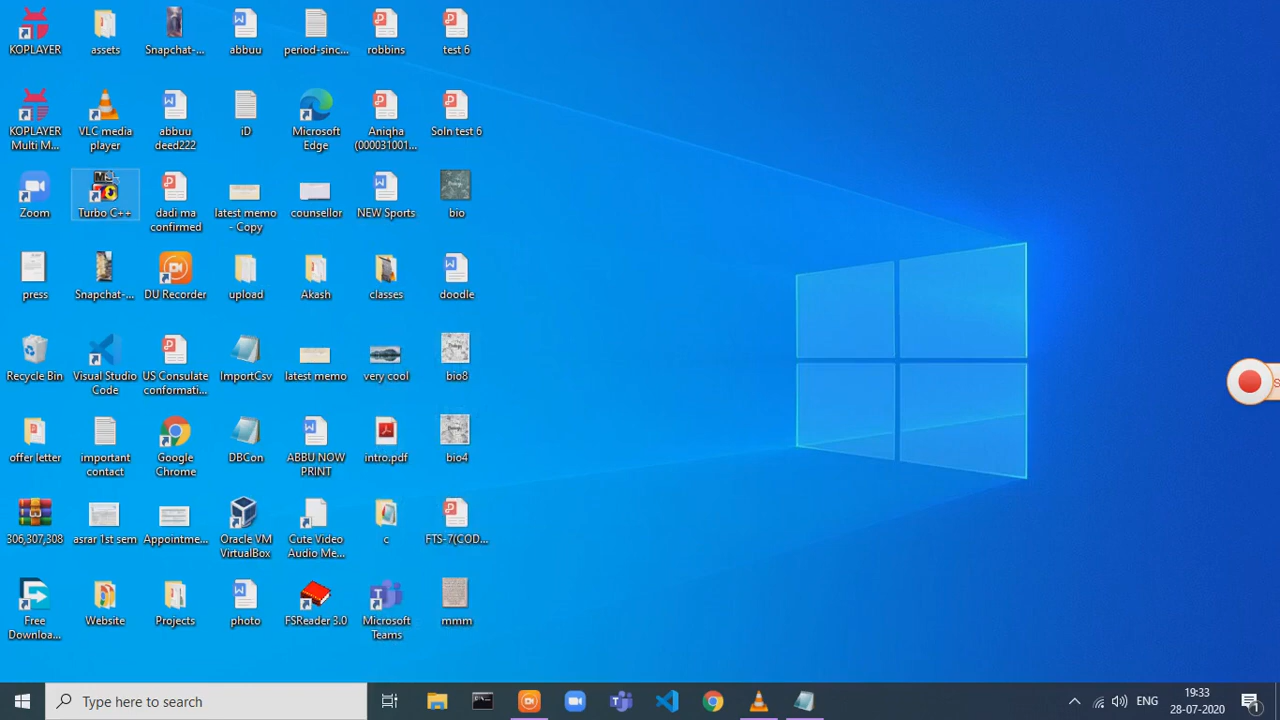 KOPLAYER
assets
Snapchat-...
abbuu
period-sinc...
robbins
test 6
KOPLAYER
Multi M...
VLC media
player
abbuu
deed222
iD
Microsoft
Edge
Aniqha
(000031001...
Soln test 6
Zoom
Turbo C++
dadi ma
confirmed
latest memo
- Copy
counsellor
NEW Sports
bio
press
Snapchat-...
DU Recorder
upload
Akash
classes
doodle
Recycle Bin
Visual Studio
Code
US Consulate
conformati...
ImportCsv
latest memo
very cool
bio8
offer letter
important
contact
Google
Chrome
DBCon
ABBU NOW
PRINT
intro.pdf
bio4
306,307,308
asrar 1st sem
Appointme...
Oracle VM
VirtualBox
Cute Video
Audio Me...
c
FTS-7(COD...
Free
Downloa...
Website
Projects
photo
FSReader 3.0
Microsoft
Teams
mmm
Type here to search
ENG
19:33
28-07-2020
1